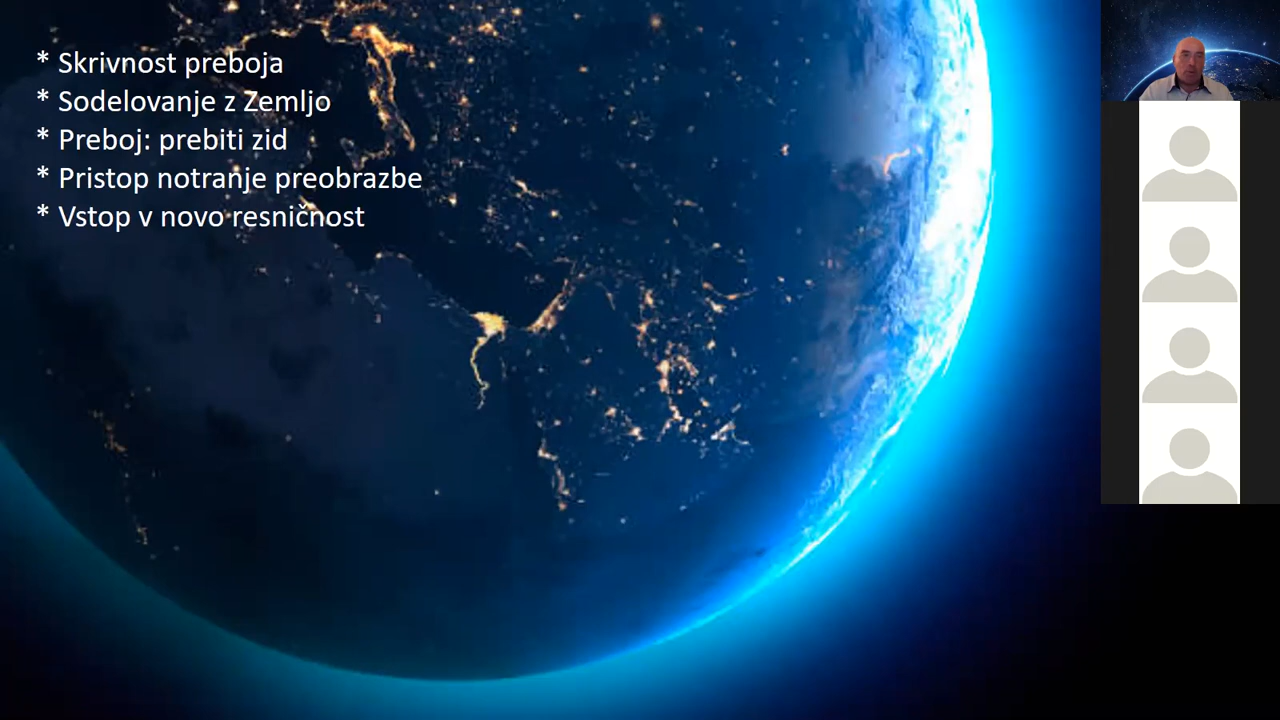 * Skrivnost preboja
* Sodelovanje z Zemljo
* Preboj: prebiti zid
* Pristop notranje preobrazbe
* Vstop v novo resničnost